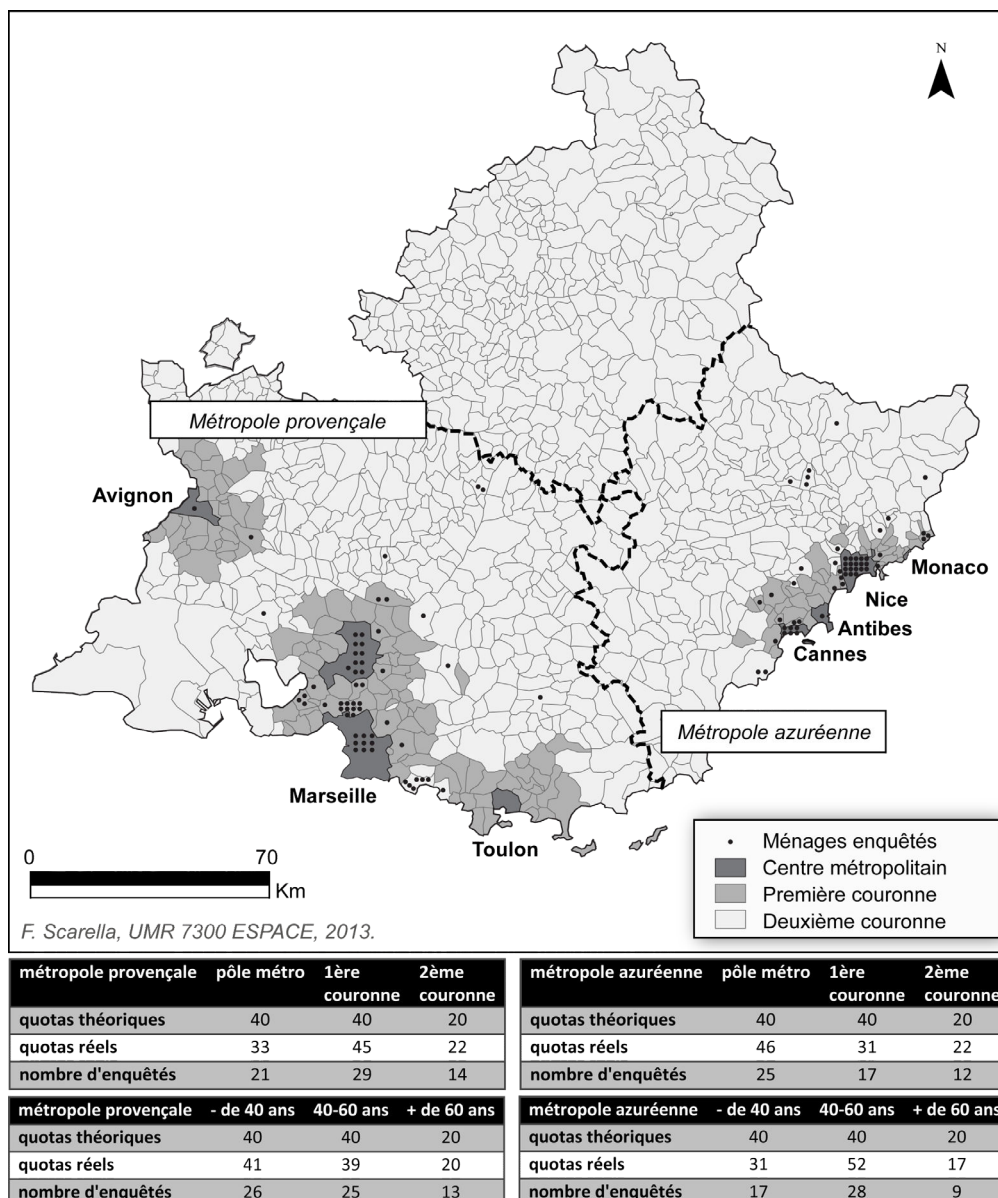 N
Métropole provençale
Avignon
Monaco
Nice
Antibes
Cannes
Métropole azuréenne
Marseille
Toulon
0 70
Km
Ménages enquêtés
Centre métropolitain
Première couronne
Deuxième couronne
F. Scarella, UMR 7300 ESPACE, 2013.
métropole provençale pôle métro 1ère couronne 2ème couronne
quotas théoriques 40 40 20
quotas réels 33 45 22
nombre d'enquêtés 21 29 14
métropole azuréenne pôle métro 1ère couronne 2ème couronne
quotas théoriques 40 40 20
quotas réels 46 31 22
nombre d'enquêtés 25 17 12
métropole provençale - de 40 ans 40-60 ans + de 60 ans
quotas théoriques 40 40 20
quotas réels 41 39 20
nombre d'enquêtés 26 25 13
métropole azuréenne - de 40 ans 40-60 ans + de 60 ans
quotas théoriques 40 40 20
quotas réels 31 52 17
nombre d'enquêtés 17 28 9